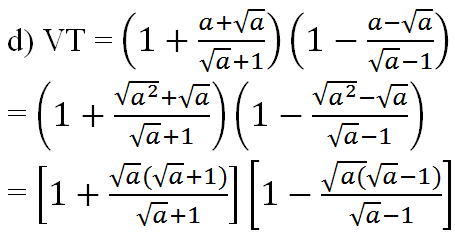 d) VT = (1 + (a+√a)/(√a+1)) (1 − (a−√a)/(√a−1))
= (1 + (√a²+√a)/(√a+1)) (1 − (√a²−√a)/(√a−1))
= [1 + √a(√a+1)/(√a+1)] [1 − √a(√a−1)/(√a−1)]